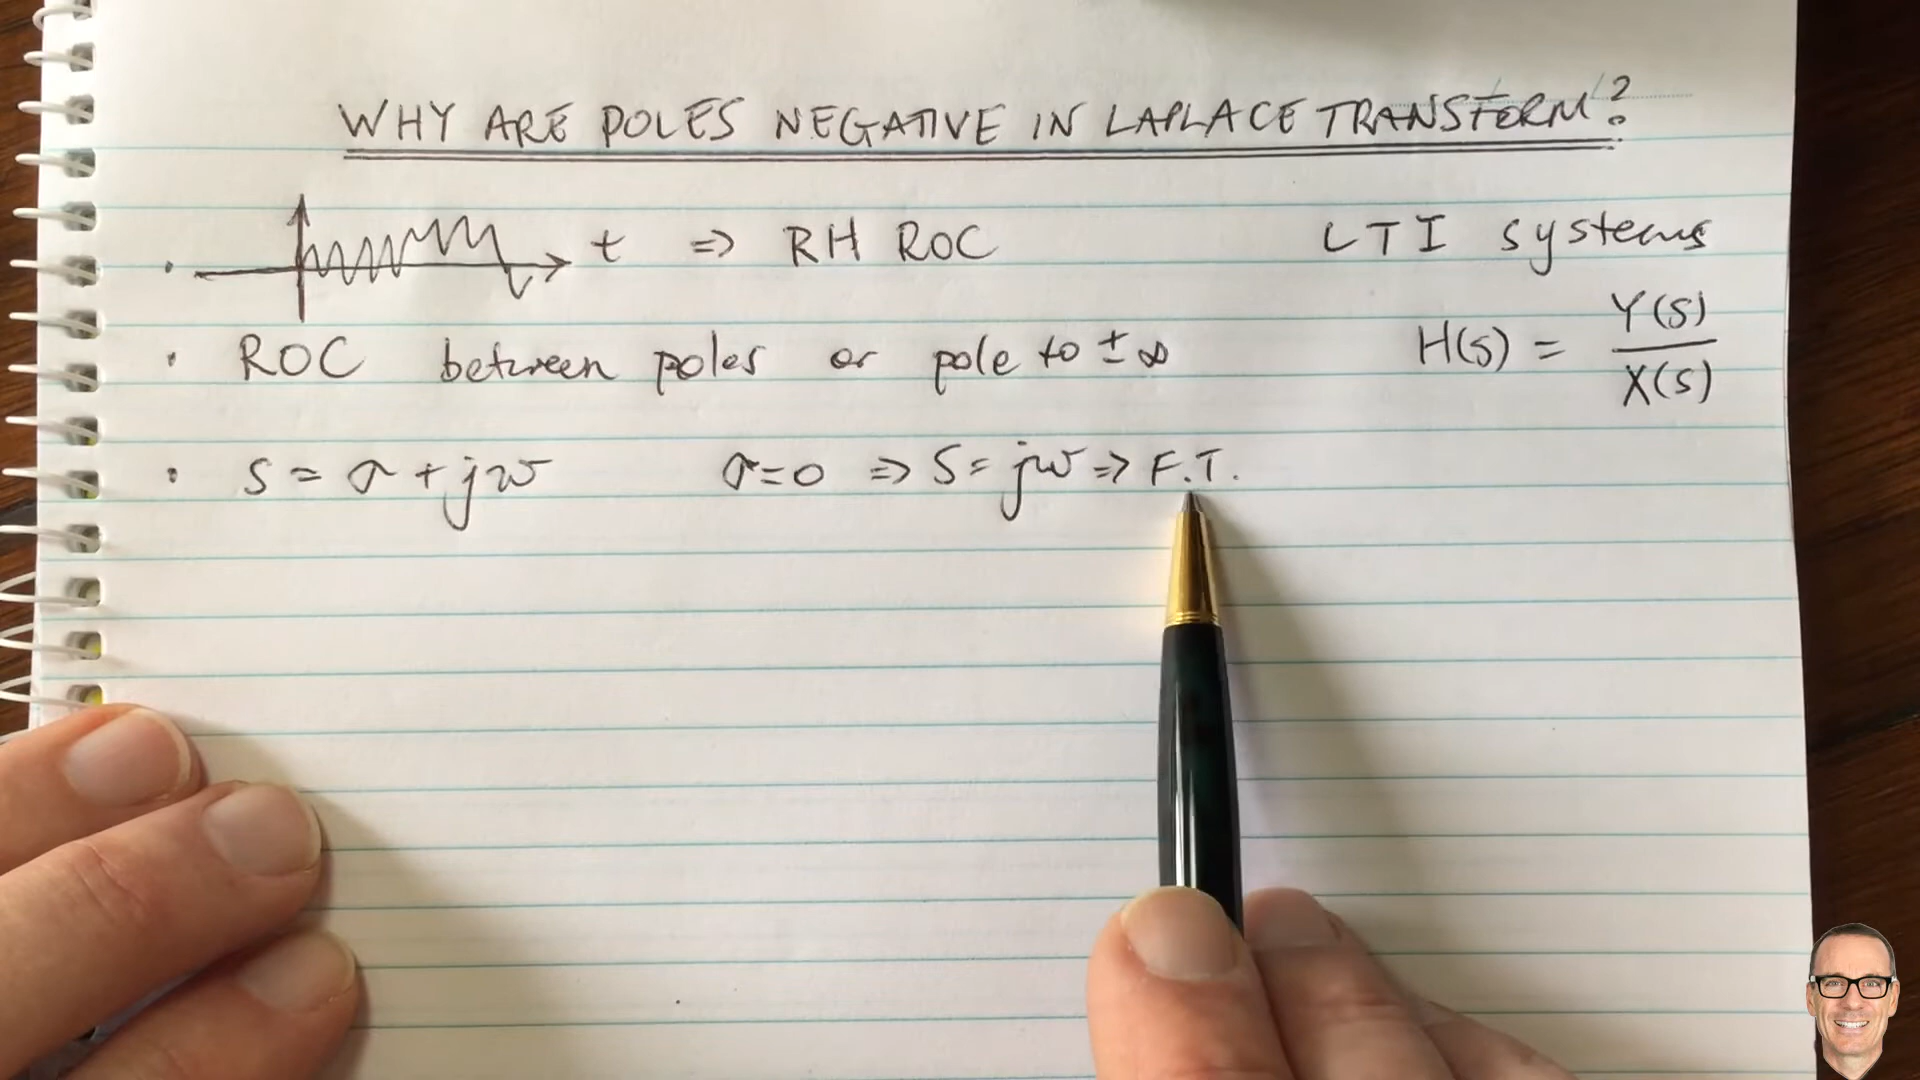 WHY ARE POLES NEGATIVE IN LAPLACE TRANSFORM?
• t ⇒ RH ROC
LTI systems
• ROC between poles or pole to ± ∞
H(s) = Y(s) / X(s)
• s = σ + jω σ = 0 ⇒ s = jω ⇒ F.T.